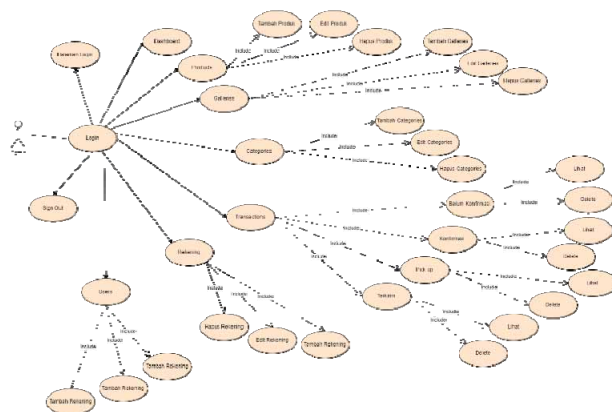 Tambah Produk
Edit Produk
Hapus Produk
Dashboard
Products
Include
Include
Include
Tambah Galleries
Edit Galleries
Hapus Galleries
Include
Include
Include
Galleries
Login
Categories
Include
Include
Include
Tambah Categories
Edit Categories
Hapus Categories
Sign Out
Transactions
Include
Include
Include
Include
Belum Konfirmasi
Include
Include
Lihat
Delete
Konfirmasi
Include
Include
Lihat
Delete
Pick up
Include
Include
Lihat
Delete
Terkirim
Include
Include
Lihat
Delete
Rekening
Include
Include
Include
Hapus Rekening
Edit Rekening
Tambah Rekening
Users
Include
Include
Include
Tambah Rekening
Tambah Rekening
Tambah Rekening